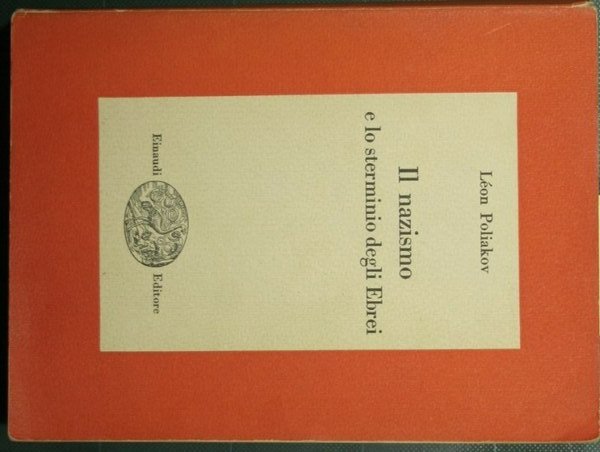 Léon Poliakov
Il nazismo
e lo sterminio degli Ebrei
Einaudi Editore